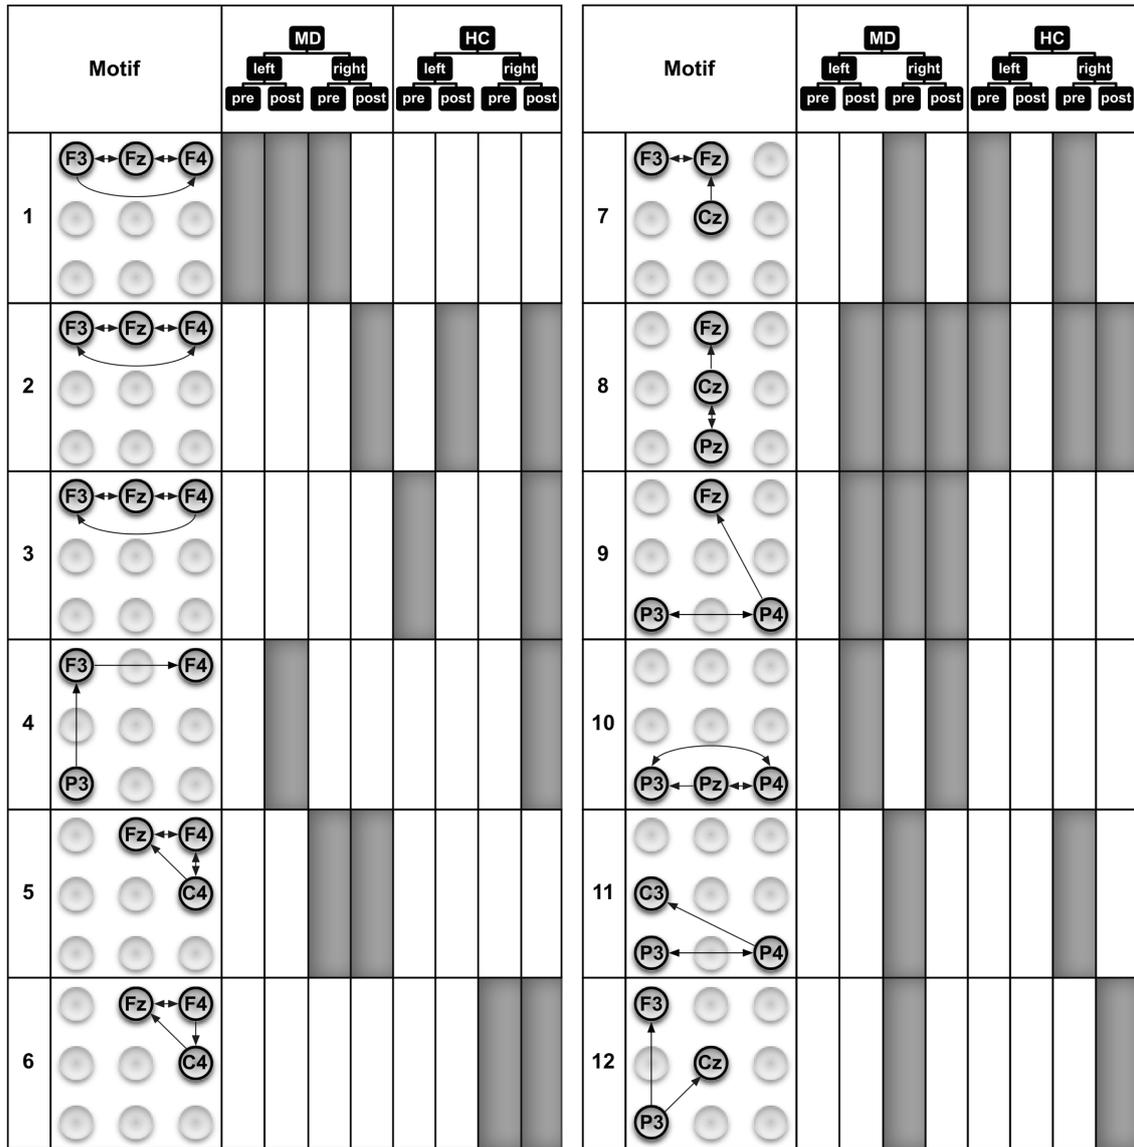 Motif MD HC Motif MD HC
left right left right left right left right
pre post pre post pre post pre post pre post pre post pre post pre post
1 F3 Fz F4
2 F3 Fz F4
3 F3 Fz F4
4 F3 F4
P3
5 Fz F4
C4
6 Fz F4
C4
7 F3 Fz
Cz
8 Fz
Cz
Pz
9 Fz
P3 P4
10 P3 Pz P4
11 C3
P3 P4
12 F3
Cz
P3